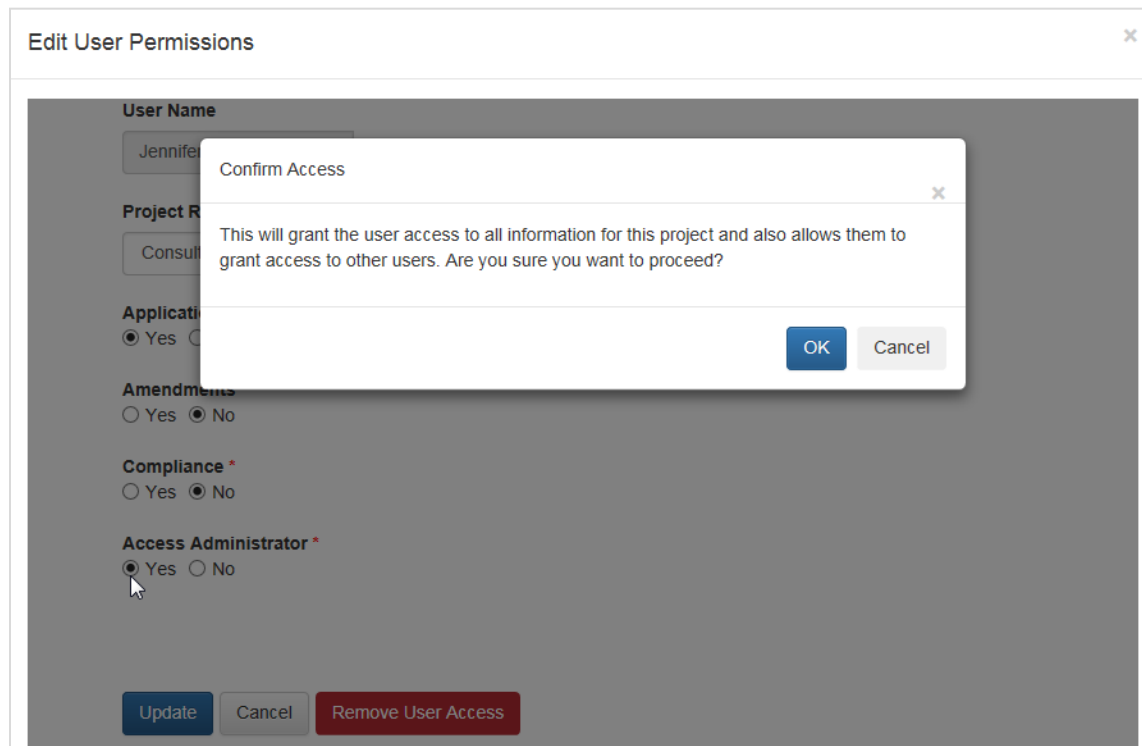 Edit User Permissions
×
User Name
Jennifer
Confirm Access
×
Project R
This will grant the user access to all information for this project and also allows them to
Consult
grant access to other users. Are you sure you want to proceed?
Applicati
Yes
OK Cancel
Amendments
Yes No
Compliance *
Yes No
Access Administrator *
Yes No
Update Cancel Remove User Access